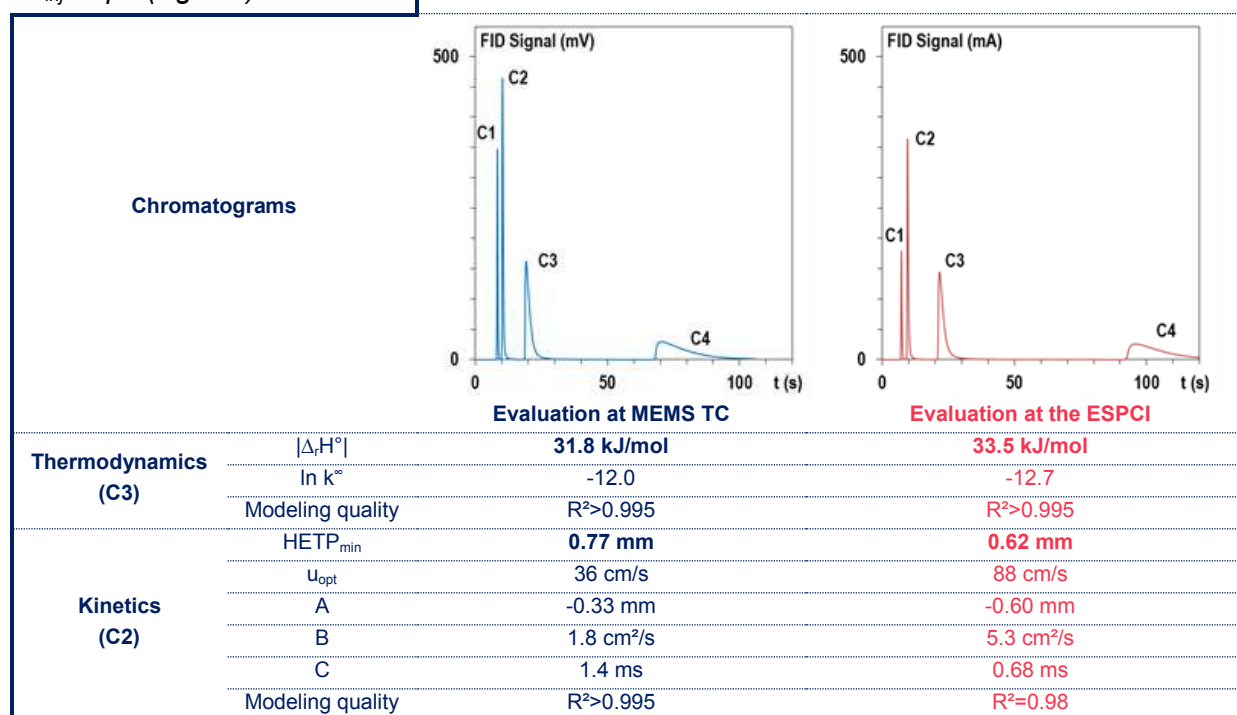 FID Signal (mV)
500
C2
C1
C3
C4
0
0 50 100 t (s)
FID Signal (mA)
500
C2
C1
C3
C4
0
0 50 100 t (s)
Chromatograms
Evaluation at MEMS TC Evaluation at the ESPCI
Thermodynamics (C3)
|ΔrH°| 31.8 kJ/mol 33.5 kJ/mol
ln k∞ -12.0 -12.7
Modeling quality R²>0.995 R²>0.995
Kinetics (C2)
HETPmin 0.77 mm 0.62 mm
uopt 36 cm/s 88 cm/s
A -0.33 mm -0.60 mm
B 1.8 cm²/s 5.3 cm²/s
C 1.4 ms 0.68 ms
Modeling quality R²>0.995 R²=0.98